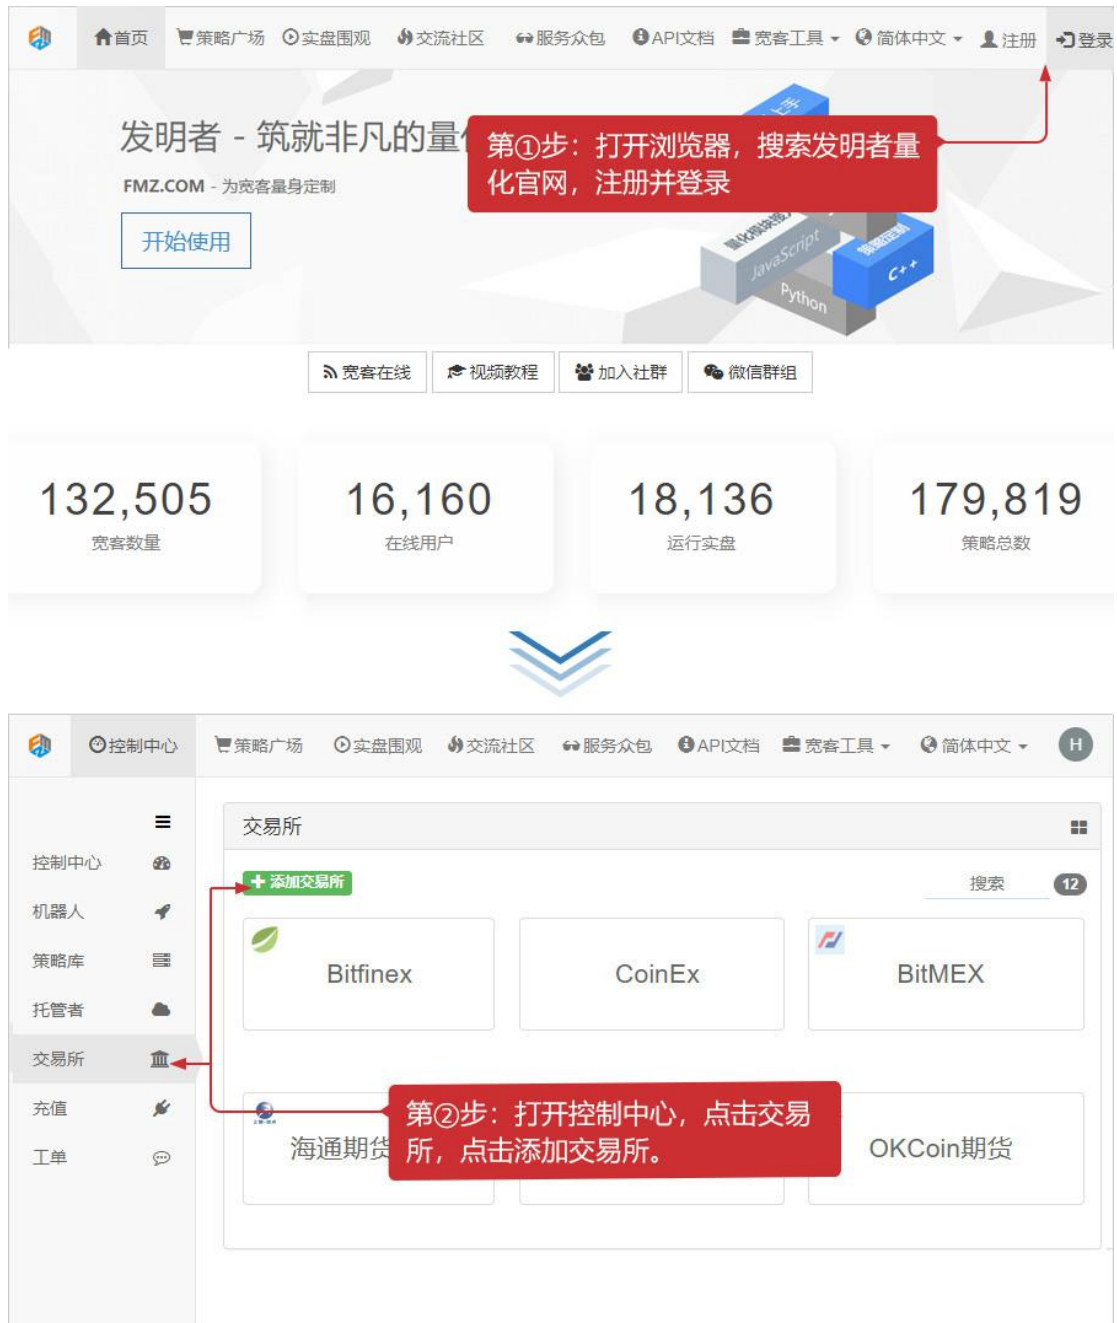 首页 策略广场 实盘围观 交流社区 服务众包 API文档 宽客工具 简体中文 注册 登录
发明者 - 筑就非凡的量
第①步：打开浏览器，搜索发明者量
化官网，注册并登录
FMZ.COM - 为宽客量身定制
开始使用
上手
JavaScript
Python
策略定制
C++
宽客在线 视频教程 加入社群 微信群组
132,505 16,160 18,136 179,819
宽客数量 在线用户 运行实盘 策略总数
控制中心 策略广场 实盘围观 交流社区 服务众包 API文档 宽客工具 简体中文 H
交易所
控制中心
添加交易所 搜索 12
机器人
策略库
Bitfinex CoinEx BitMEX
托管者
交易所
充值
第②步：打开控制中心，点击交易
所，点击添加交易所。
工单
海通期货 OKCoin期货